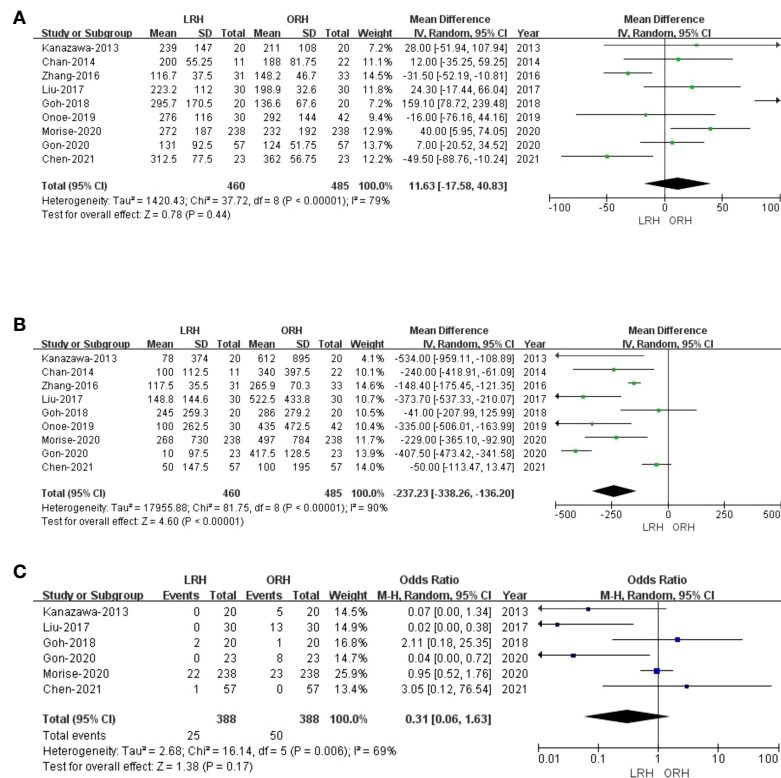 A
LRH ORH Mean Difference Mean Difference
Study or Subgroup Mean SD Total Mean SD Total Weight IV, Random, 95% CI Year IV, Random, 95% CI
Kanazawa-2013 239 147 20 211 108 20 7.2% 28.00 [-51.94, 107.94] 2013
Chan-2014 200 55.25 11 188 81.75 22 11.1% 12.00 [-35.25, 59.25] 2014
Zhang-2016 116.7 37.5 31 148.2 46.7 33 14.5% -31.50 [-52.19, -10.81] 2016
Liu-2017 223.2 112 30 198.9 32.6 30 11.9% 24.30 [-17.44, 66.04] 2017
Goh-2018 295.7 170.5 20 136.6 67.6 20 7.2% 159.10 [78.72, 239.48] 2018
Onoe-2019 276 116 30 292 144 42 9.4% -16.00 [-76.16, 44.16] 2019
Morise-2020 272 187 238 232 192 238 12.9% 40.00 [5.95, 74.05] 2020
Gon-2020 131 92.5 57 124 51.75 57 13.7% 7.00 [-20.52, 34.52] 2020
Chen-2021 312.5 77.5 23 362 56.75 23 12.2% -49.50 [-88.76, -10.24] 2021
Total (95% CI) 460 485 100.0% 11.63 [-17.58, 40.83]
Heterogeneity: Tau² = 1420.43; Chi² = 37.72, df = 8 (P < 0.00001); I² = 79%
Test for overall effect: Z = 0.78 (P = 0.44)
-100 -50 0 50 100
LRH ORH
B
LRH ORH Mean Difference Mean Difference
Study or Subgroup Mean SD Total Mean SD Total Weight IV, Random, 95% CI Year IV, Random, 95% CI
Kanazawa-2013 78 374 20 612 895 20 4.1% -534.00 [-959.11, -108.89] 2013
Chan-2014 100 112.5 11 340 397.5 22 11.1% -240.00 [-418.91, -61.09] 2014
Zhang-2016 117.5 35.5 31 265.9 70.3 33 17.2% -148.40 [-175.45, -121.35] 2016
Liu-2017 148.8 144.6 30 522.5 433.8 30 11.8% -373.70 [-537.33, -210.07] 2017
Goh-2018 245 259.3 20 286 279.2 20 11.7% -41.00 [-207.99, 125.99] 2018
Onoe-2019 100 262.5 30 435 472.5 42 11.5% -335.00 [-506.01, -163.99] 2019
Morise-2020 268 730 238 497 784 238 13.1% -229.00 [-365.10, -92.90] 2020
Gon-2020 10 97.5 23 417.5 128.5 23 15.9% -407.50 [-473.42, -341.58] 2020
Chen-2021 50 147.5 57 100 195 57 16.0% -50.00 [-113.47, 13.47] 2021
Total (95% CI) 460 485 100.0% -237.23 [-338.26, -136.20]
Heterogeneity: Tau² = 17955.88; Chi² = 81.75, df = 8 (P < 0.00001); I² = 90%
Test for overall effect: Z = 4.60 (P < 0.00001)
-500 -250 0 250 500
LRH ORH
C
LRH ORH Odds Ratio Odds Ratio
Study or Subgroup Events Total Events Total Weight M-H, Random, 95% CI Year M-H, Random, 95% CI
Kanazawa-2013 0 20 5 20 14.5% 0.07 [0.00, 1.34] 2013
Liu-2017 0 30 13 30 14.9% 0.02 [0.00, 0.38] 2017
Goh-2018 2 20 1 20 16.8% 2.11 [0.18, 25.35] 2018
Gon-2020 0 23 8 23 14.7% 0.04 [0.00, 0.72] 2020
Morise-2020 22 238 23 238 25.9% 0.95 [0.52, 1.76] 2020
Chen-2021 1 57 0 57 13.4% 3.05 [0.12, 76.54] 2021
Total (95% CI) 388 388 100.0% 0.31 [0.06, 1.63]
Total events 25 50
Heterogeneity: Tau² = 2.68; Chi² = 16.14, df = 5 (P = 0.006); I² = 69%
Test for overall effect: Z = 1.38 (P = 0.17)
0.01 0.1 1 10 100
LRH ORH